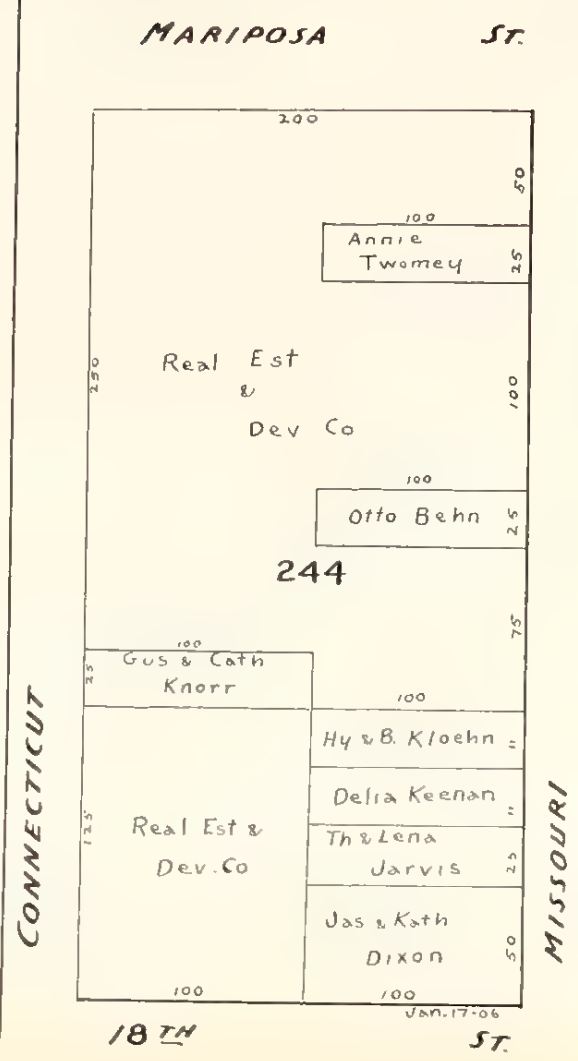 MARIPOSA ST.
200
50
100
Annie
Twomey
25
250
Real Est
&
Dev Co
100
100
Otto Behn
25
244
75
100
25
Gus & Cath
Knorr
100
Hy & B. Kloehn "
Delia Keenan "
CONNECTICUT
125
Real Est &
Dev. Co
Th & Lena
Jarvis
25
MISSOURI
Jas & Kath
Dixon
50
100
100
Jan. 17-06
18TH ST.